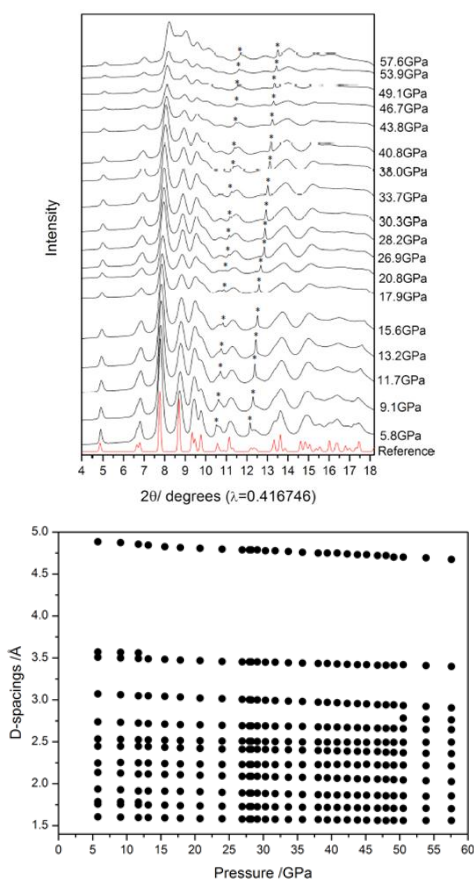 57.6GPa
53.9GPa
49.1GPa
46.7GPa
43.8GPa
40.8GPa
38.0GPa
33.7GPa
30.3GPa
28.2GPa
26.9GPa
20.8GPa
17.9GPa
15.6GPa
13.2GPa
11.7GPa
9.1GPa
5.8GPa
Reference
Intensity
4 5 6 7 8 9 10 11 12 13 14 15 16 17 18
2θ/ degrees (λ=0.416746)
5.0
4.5
4.0
3.5
3.0
2.5
2.0
1.5
D-spacings /Å
0 5 10 15 20 25 30 35 40 45 50 55 60
Pressure /GPa